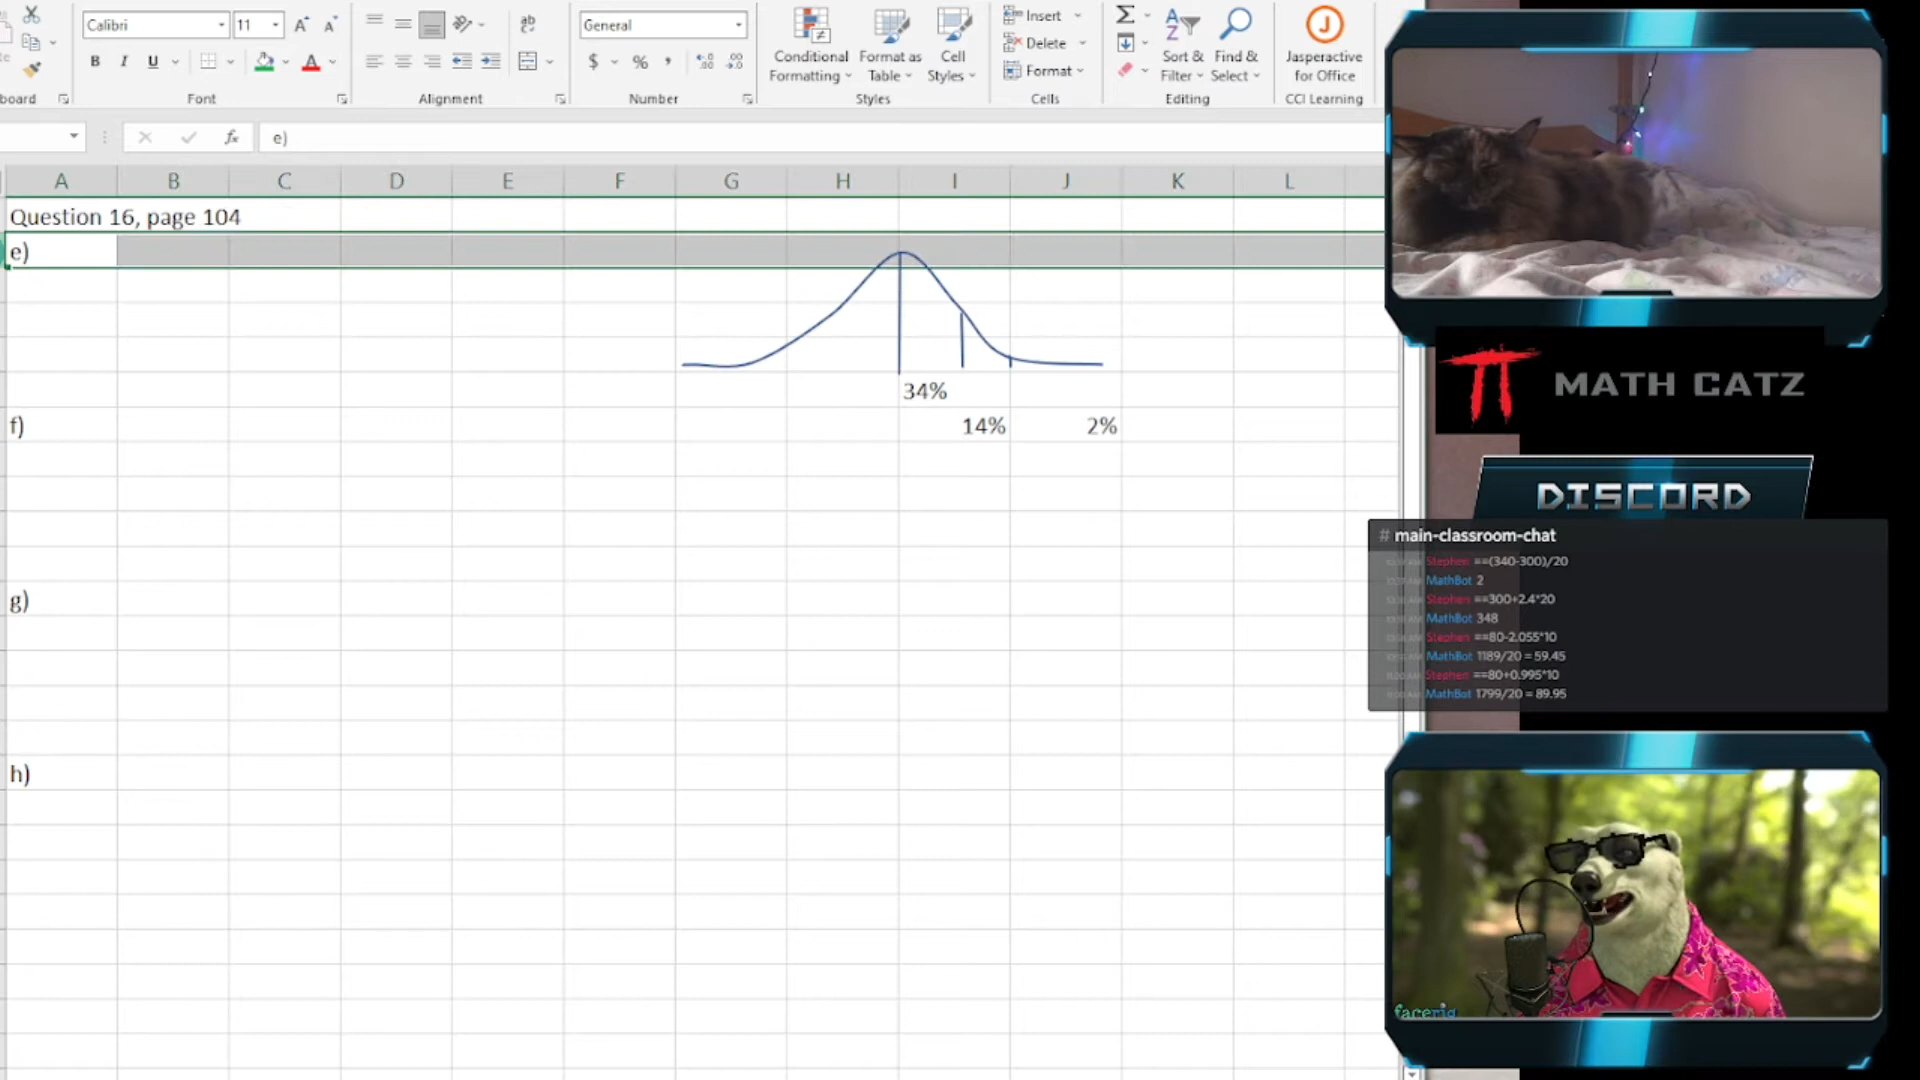 Calibri
11
General
Insert
Delete
Format
Conditional Formatting
Format as Table
Cell Styles
Sort & Filter
Find & Select
Jasperactive for Office
B I U
$ % ,
board
Font
Alignment
Number
Styles
Cells
Editing
CCI Learning
fx
e)
A B C D E F G H I J K L
Question 16, page 104
e)
34%
f)
14%
2%
g)
h)
MATH CATZ
DISCORD
# main-classroom-chat
Stephen ==(340-300)/20
MathBot 2
Stephen ==300+2.4*20
MathBot 348
Stephen ==80-2.055*10
MathBot 1189/20 = 59.45
Stephen ==80+0.995*10
MathBot 1799/20 = 89.95
facerig